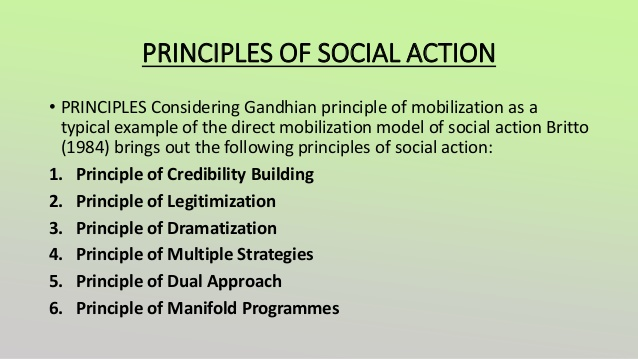 PRINCIPLES OF SOCIAL ACTION
• PRINCIPLES Considering Gandhian principle of mobilization as a
typical example of the direct mobilization model of social action Britto
(1984) brings out the following principles of social action:
1. Principle of Credibility Building
2. Principle of Legitimization
3. Principle of Dramatization
4. Principle of Multiple Strategies
5. Principle of Dual Approach
6. Principle of Manifold Programmes